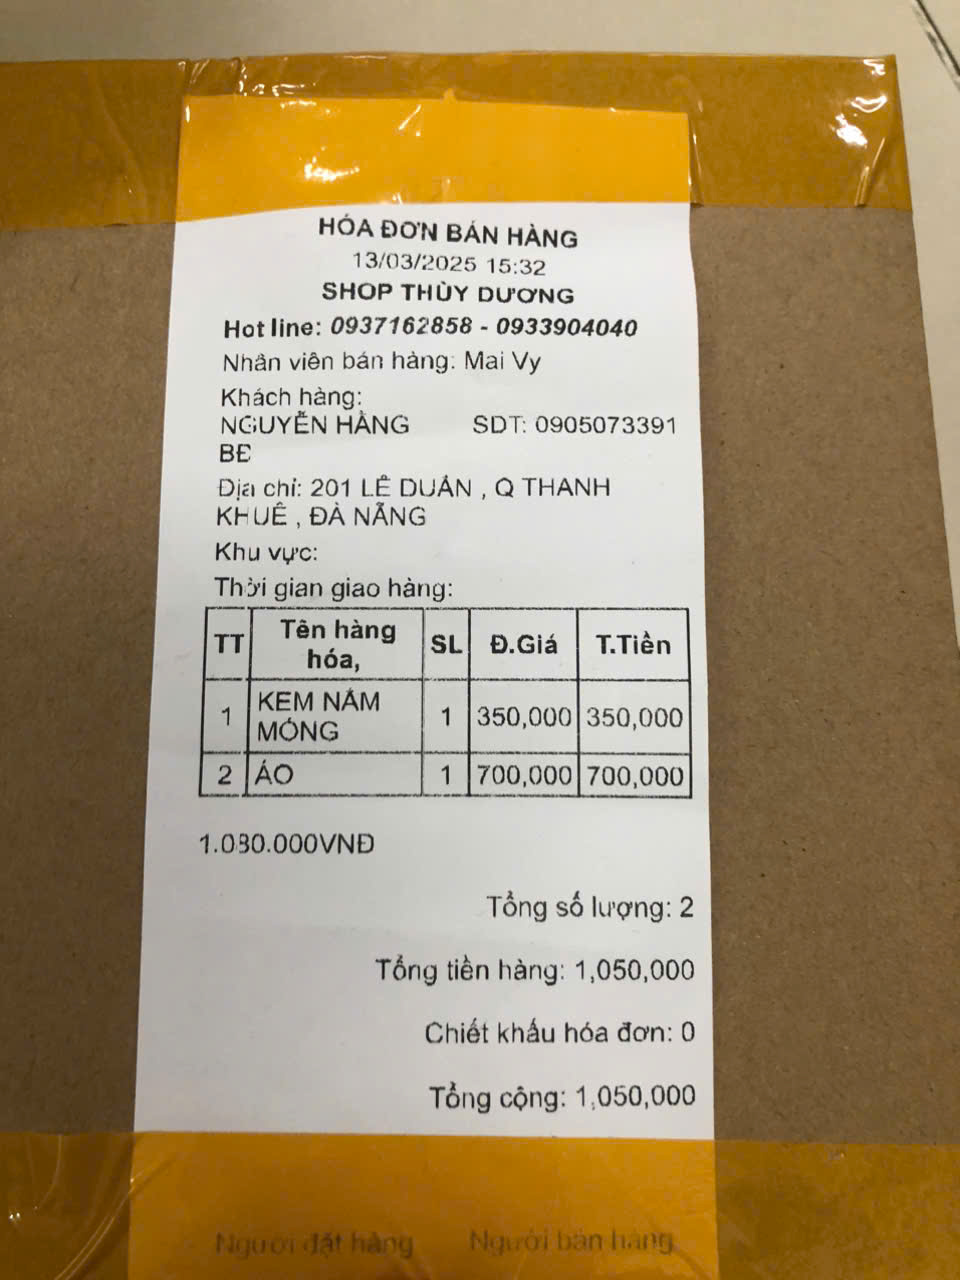 HÓA ĐƠN BÁN HÀNG
13/03/2025 15:32
SHOP THÙY DƯƠNG
Hot line: 0937162858 - 0933904040
Nhân viên bán hàng: Mai Vy
Khách hàng:
NGUYỄN HẰNG SDT: 0905073391
BE
Địa chỉ: 201 LÊ DUẨN , Q THANH
KHUÊ , ĐÀ NẴNG
Khu vực:
Thời gian giao hàng:
TT Tên hàng hóa, SL Đ.Giá T.Tiền
1 KEM NÁM MÓNG 1 350,000 350,000
2 ÁO 1 700,000 700,000
1.080.000VNĐ
Tổng số lượng: 2
Tổng tiền hàng: 1,050,000
Chiết khấu hóa đơn: 0
Tổng cộng: 1,050,000
Người đặt hàng Người bán hàng